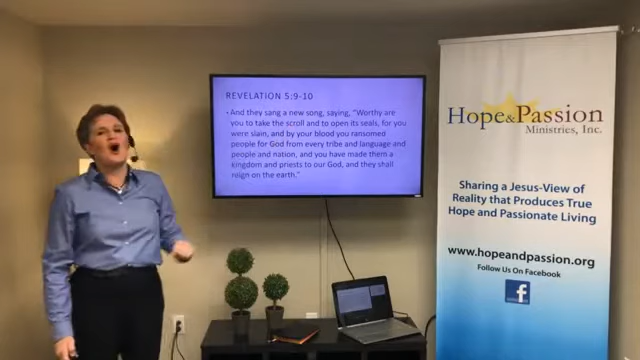 REVELATION 5:9-10
And they sang a new song, saying, "Worthy are
you to take the scroll and to open its seals, for you
were slain, and by your blood you ransomed
people for God from every tribe and language and
people and nation, and you have made them a
kingdom and priests to our God, and they shall
reign on the earth."
Hope&Passion
Ministries, Inc.
Sharing a Jesus-View of
Reality that Produces True
Hope and Passionate Living
www.hopeandpassion.org
Follow Us On Facebook
f